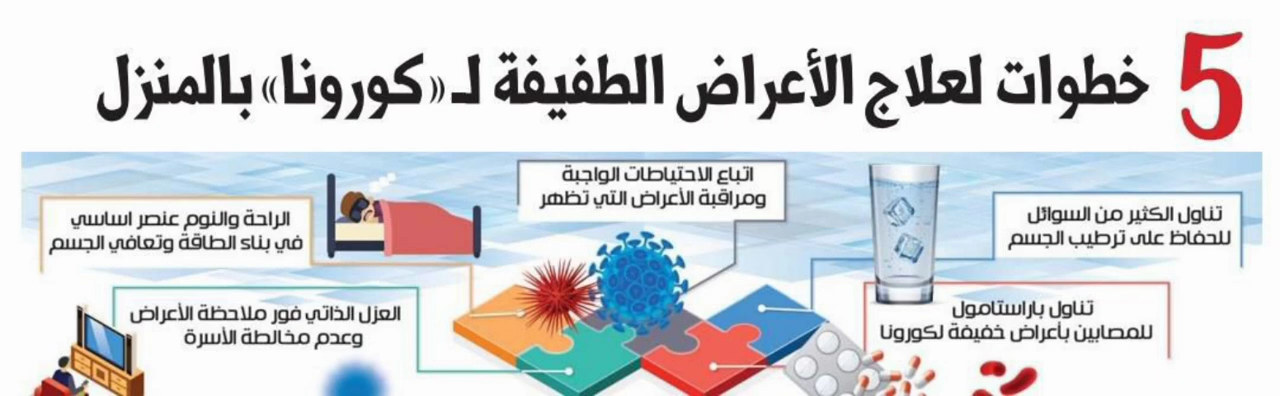 5 خطوات لعلاج الأعراض الطفيفة لـ «كورونا» بالمنزل
اتباع الاحتياطات الواجبة
ومراقبة الأعراض التي تظهر
تناول الكثير من السوائل
للحفاظ على ترطيب الجسم
الراحة والنوم عنصر اساسي
في بناء الطاقة وتعافي الجسم
تناول باراستامول
للمصابين بأعراض خفيفة لكورونا
العزل الذاتي فور ملاحظة الأعراض
وعدم مخالطة الأسرة